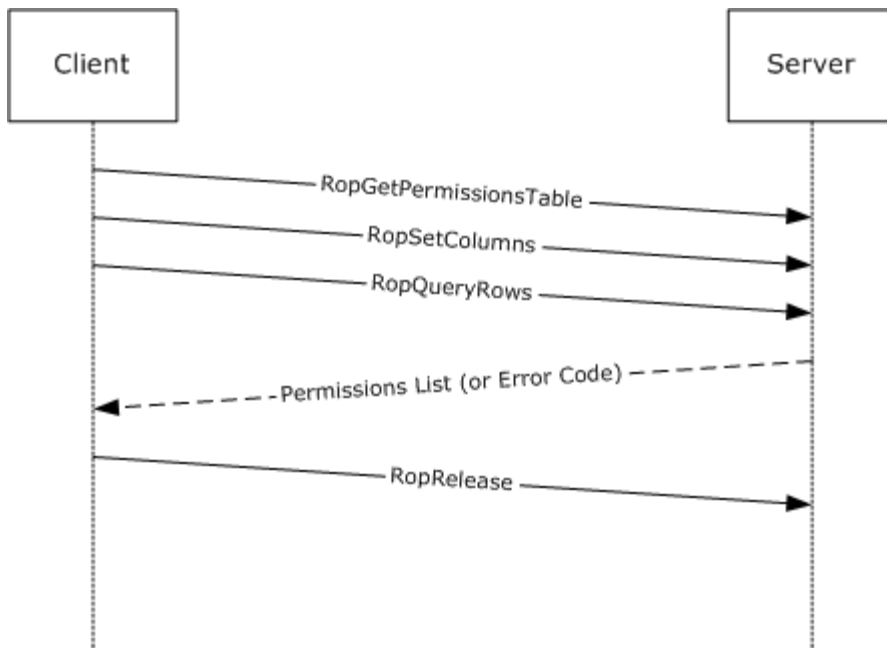 Client
Server
RopGetPermissionsTable
RopSetColumns
RopQueryRows
Permissions List (or Error Code)
RopRelease